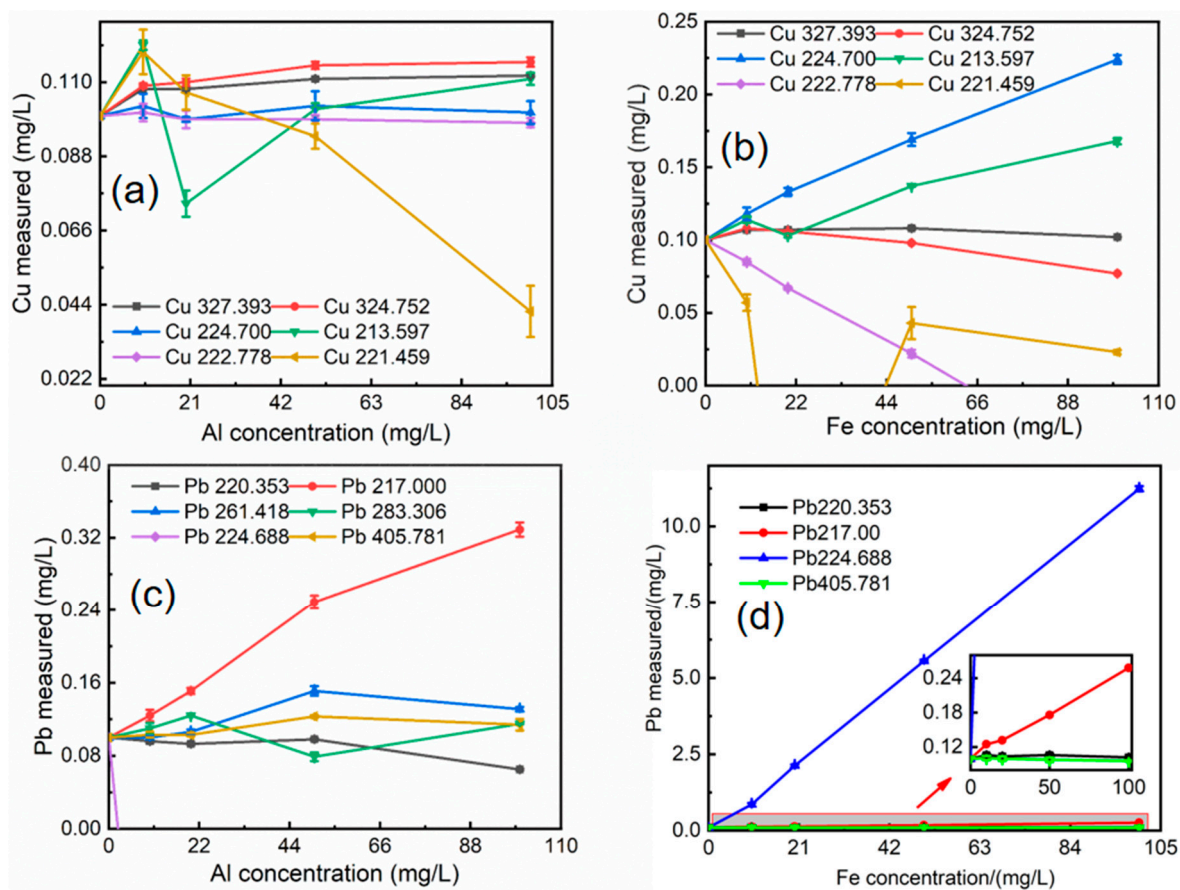 Cu measured (mg/L)
0.110
0.088
0.066
0.044
0.022
(a)
Cu 327.393 Cu 324.752
Cu 224.700 Cu 213.597
Cu 222.778 Cu 221.459
0 21 42 63 84 105
Al concentration (mg/L)
Cu measured (mg/L)
0.25
0.20
0.15
0.10
0.05
0.00
Cu 327.393 Cu 324.752
Cu 224.700 Cu 213.597
Cu 222.778 Cu 221.459
(b)
0 22 44 66 88 110
Fe concentration (mg/L)
Pb measured (mg/L)
0.40
0.32
0.24
0.16
0.08
0.00
Pb 220.353 Pb 217.000
Pb 261.418 Pb 283.306
Pb 224.688 Pb 405.781
(c)
0 22 44 66 88 110
Al concentration (mg/L)
Pb measured/(mg/L)
10.0
7.5
5.0
2.5
0.0
Pb220.353
Pb217.00
Pb224.688
Pb405.781
(d)
0.24
0.18
0.12
0 50 100
0 21 42 63 84 105
Fe concentration/(mg/L)